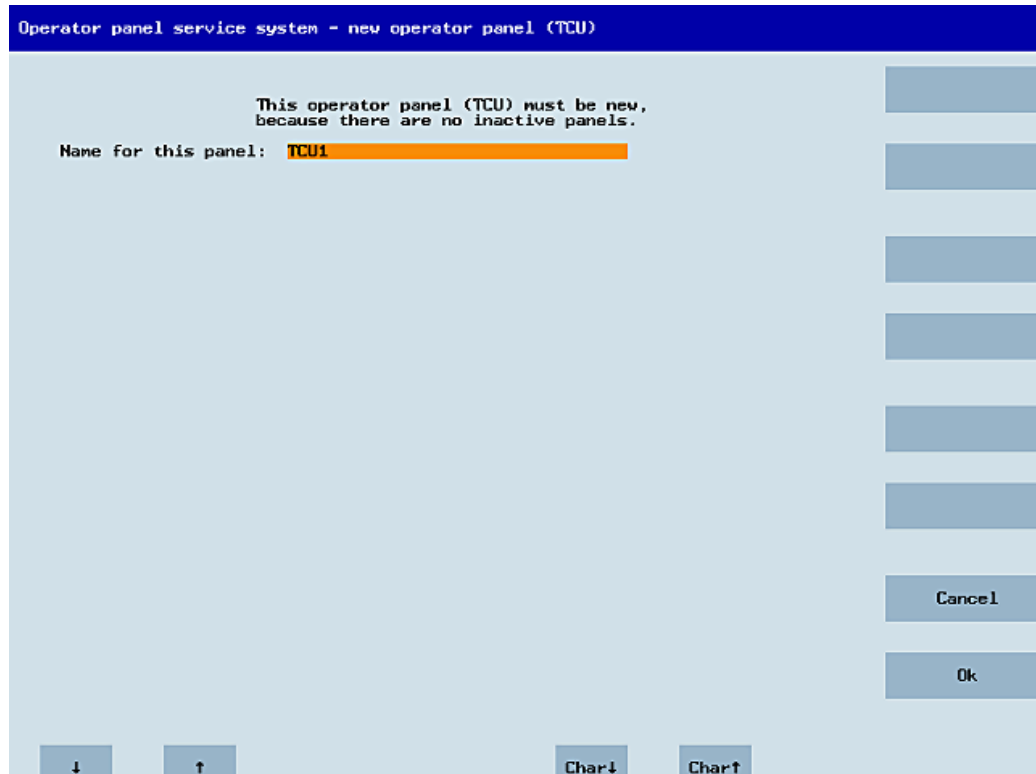 Operator panel service system - new operator panel (TCU)
This operator panel (TCU) must be new,
because there are no inactive panels.
Name for this panel: TCU1
Cancel
Ok
↓ ↑ Char↓ Char↑